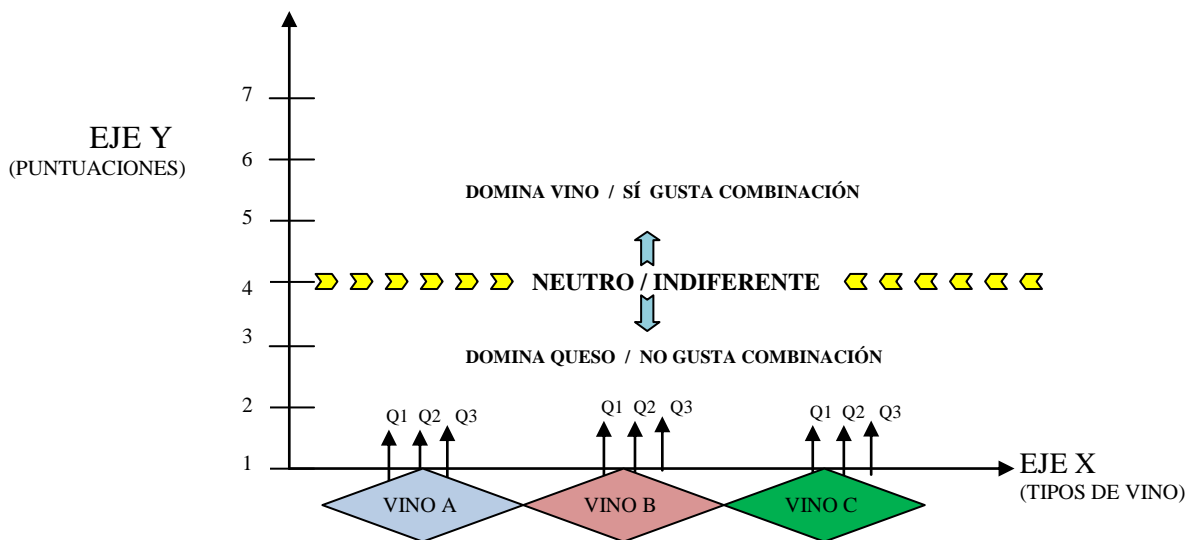 7
EJE Y
(PUNTUACIONES)
6
DOMINA VINO / SÍ GUSTA COMBINACIÓN
5
4
NEUTRO / INDIFERENTE
3
DOMINA QUESO / NO GUSTA COMBINACIÓN
2
Q1 Q2 Q3
Q1 Q2 Q3
Q1 Q2 Q3
1
EJE X
(TIPOS DE VINO)
VINO A
VINO B
VINO C